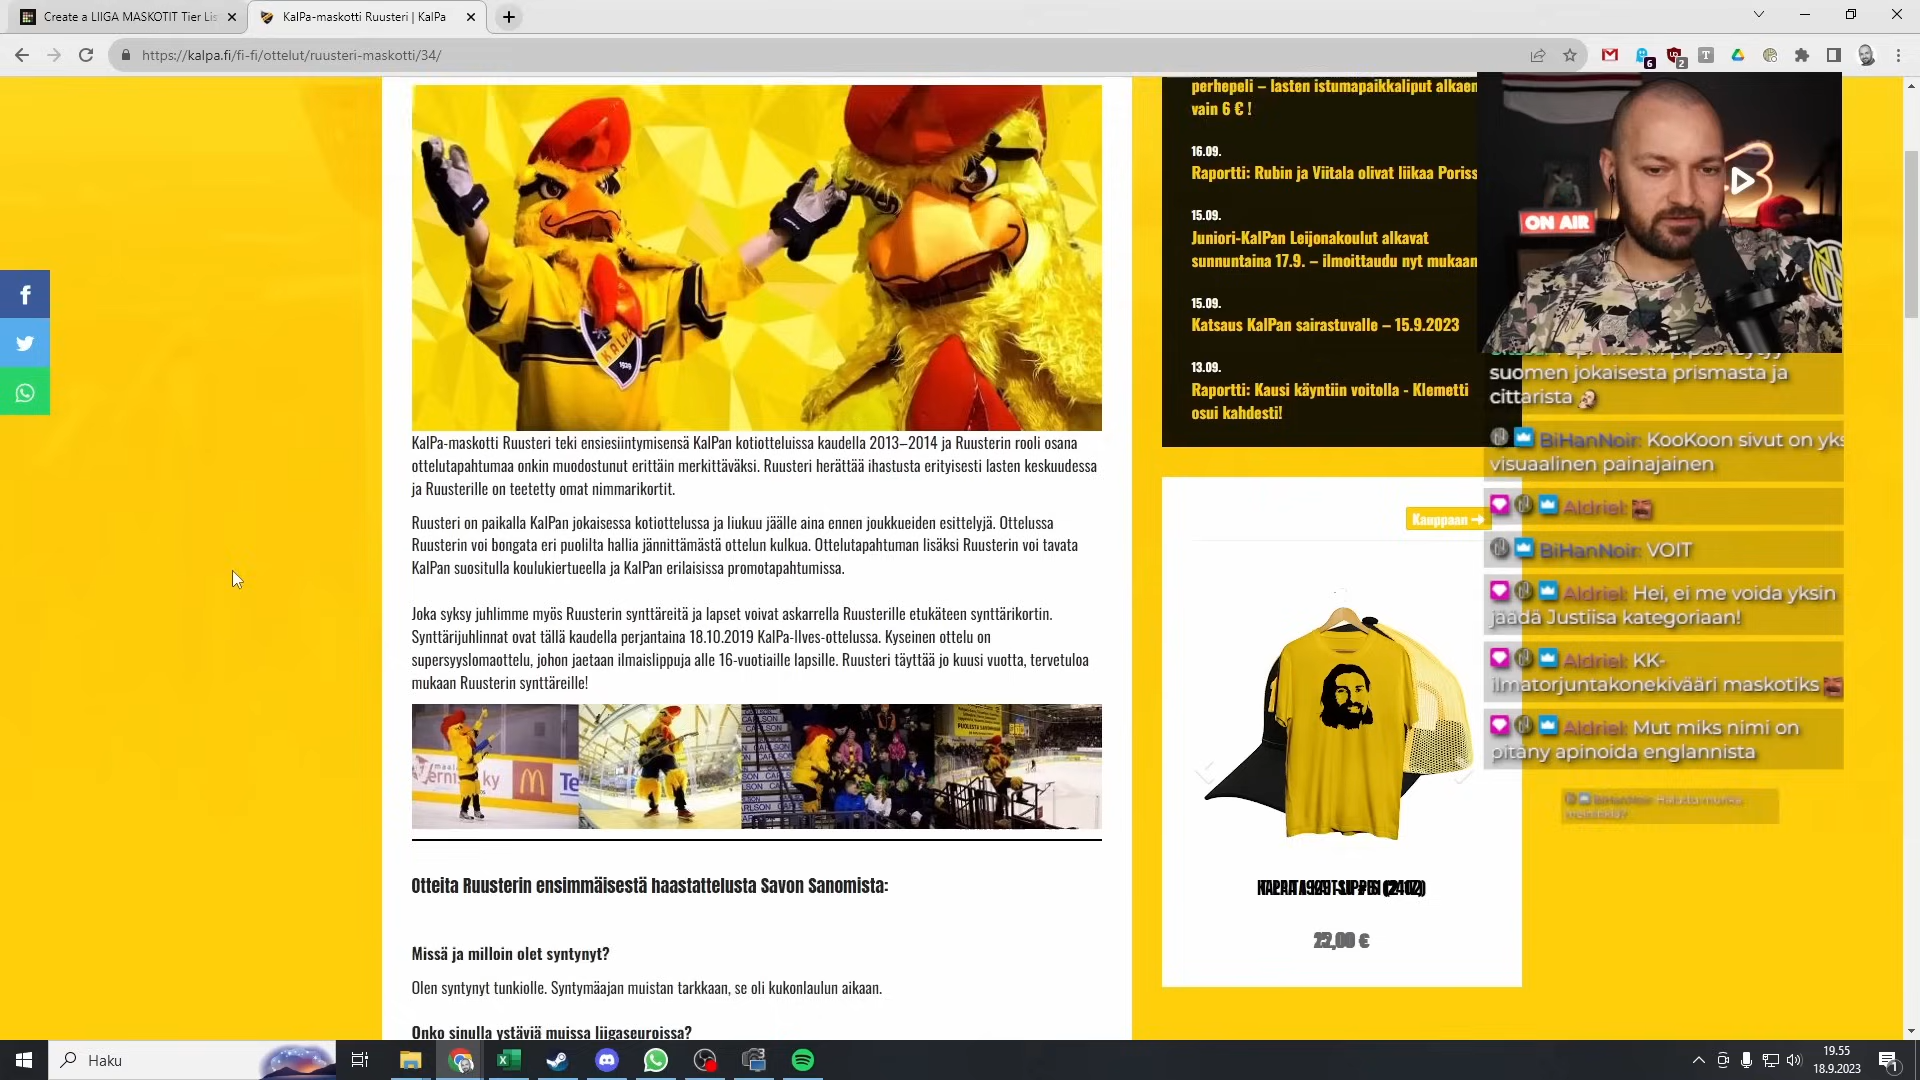 Create a LIIGA MASKOTIT Tier Lis
KalPa-maskotti Ruusteri | KalPa
https://kalpa.fi/fi-fi/ottelut/ruusteri-maskotti/34/
6
2
T
perhepeli – lasten istumapaikkaliput alkaen
vain 6 € !
16.09.
Raportti: Rubin ja Viitala olivat liikaa Poriss
15.09.
Juniori-KalPan Leijonakoulut alkavat
sunnuntaina 17.9. – ilmoittaudu nyt mukaan
15.09.
Katsaus KalPan sairastuvalle – 15.9.2023
13.09.
Raportti: Kausi käyntiin voitolla - Klemetti
osui kahdesti!
ON AIR
KALPA
1929
KalPa-maskotti Ruusteri teki ensiesiintymisensä KalPan kotiotteluissa kaudella 2013–2014 ja Ruusterin rooli osana
ottelutapahtumaa onkin muodostunut erittäin merkittäväksi. Ruusteri herättää ihastusta erityisesti lasten keskuudessa
ja Ruusterille on teetetty omat nimmarikortit.
Ruusteri on paikalla KalPan jokaisessa kotiottelussa ja liukuu jäälle aina ennen joukkueiden esittelyjä. Ottelussa
Ruusterin voi bongata eri puolilta hallia jännittämästä ottelun kulkua. Ottelutapahtuman lisäksi Ruusterin voi tavata
KalPan suositulla koulukiertueella ja KalPan erilaisissa promotapahtumissa.
Joka syksy juhlimme myös Ruusterin synttäreitä ja lapset voivat askarrella Ruusterille etukäteen synttärikortin.
Synttärijuhlinnat ovat tällä kaudella perjantaina 18.10.2019 KalPa-Ilves-ottelussa. Kyseinen ottelu on
supersyyslomaottelu, johon jaetaan ilmaislippuja alle 16-vuotiaille lapsille. Ruusteri täyttää jo kuusi vuotta, tervetuloa
mukaan Ruusterin synttäreille!
CARLSON
Otteita Ruusterin ensimmäisestä haastattelusta Savon Sanomista:
Missä ja milloin olet syntynyt?
Olen syntynyt tunkiolle. Syntymäajan muistan tarkkaan, se oli kukonlaulun aikaan.
Onko sinulla ystäviä muissa liigaseuroissa?
Kauppaan ➜
suomen jokaisesta prismasta ja
cittarista
BiHanNoir: KooKoon sivut on yks
visuaalinen painajainen
Aldriel:
BiHanNoir: VOIT
Aldriel: Hei, ei me voida yksin
jäädä Justiisa kategoriaan!
Aldriel: KK-
ilmatorjuntakonekivääri maskotiks
Aldriel: Mut miks nimi on
pitäny apinoida englannista
Haku
19.55
18.9.2023
1